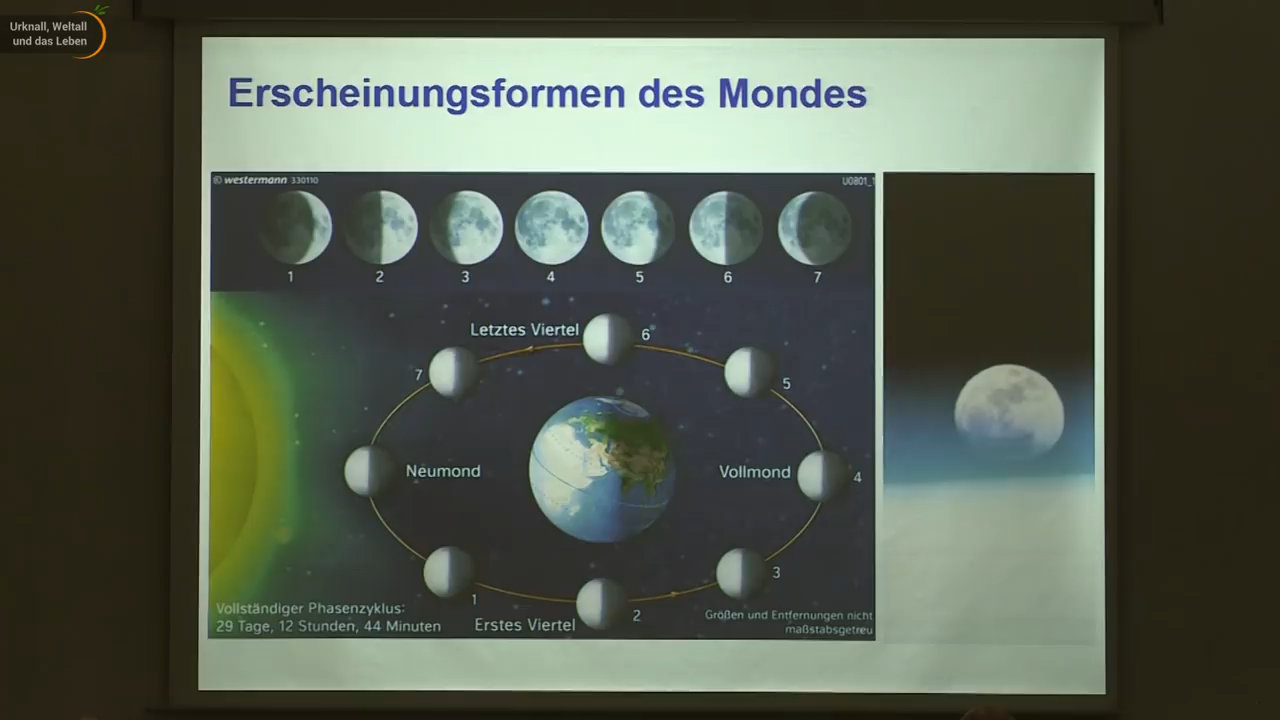 Urknall, Weltall
und das Leben
Erscheinungsformen des Mondes
© westermann 330110
U0801_1
1 2 3 4 5 6 7
Letztes Viertel
6
7
5
Neumond
Vollmond
4
3
1
2
Vollständiger Phasenzyklus:
29 Tage, 12 Stunden, 44 Minuten
Erstes Viertel
Größen und Entfernungen nicht
maßstabsgetreu